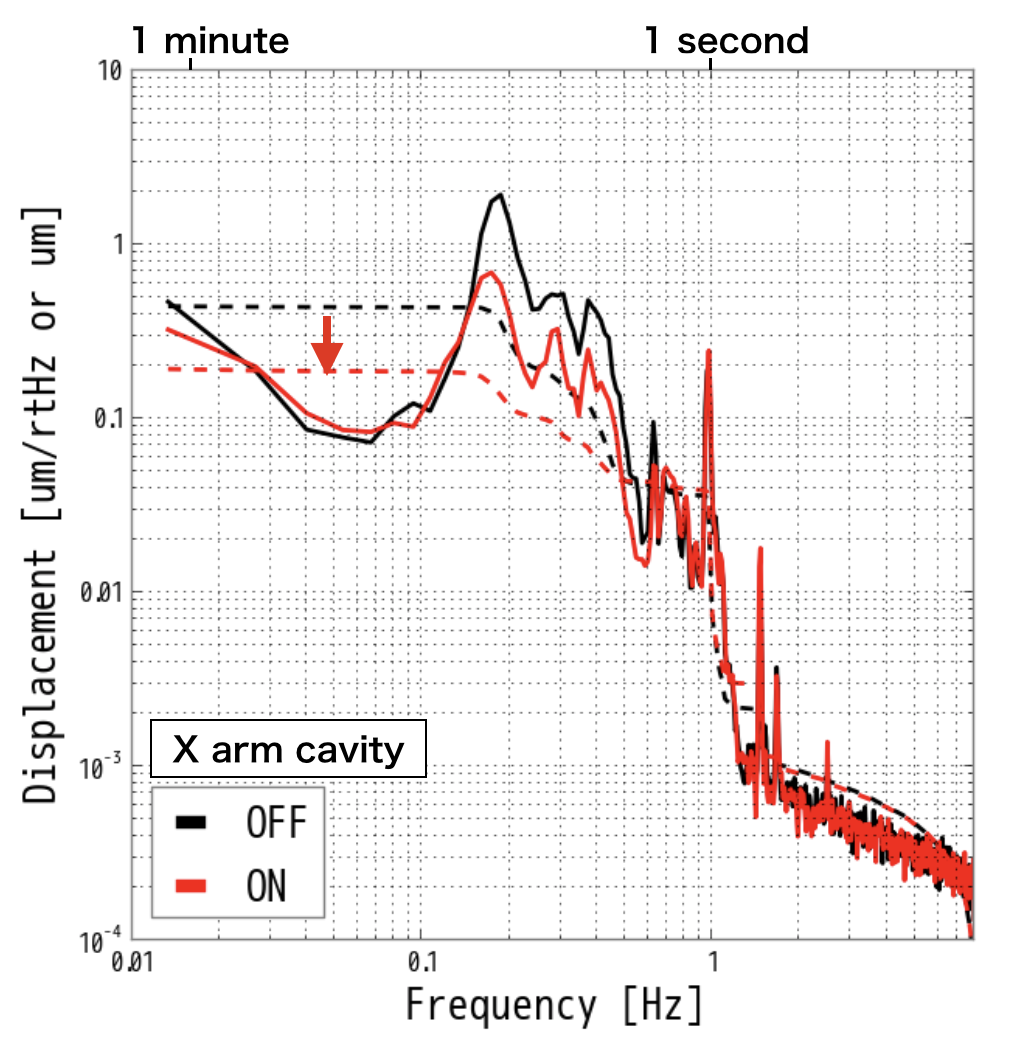 1 minute 1 second
10
1
0.1
0.01
10⁻³
10⁻⁴
Displacement [um/rtHz or um]
X arm cavity
OFF
ON
0.01 0.1 1
Frequency [Hz]